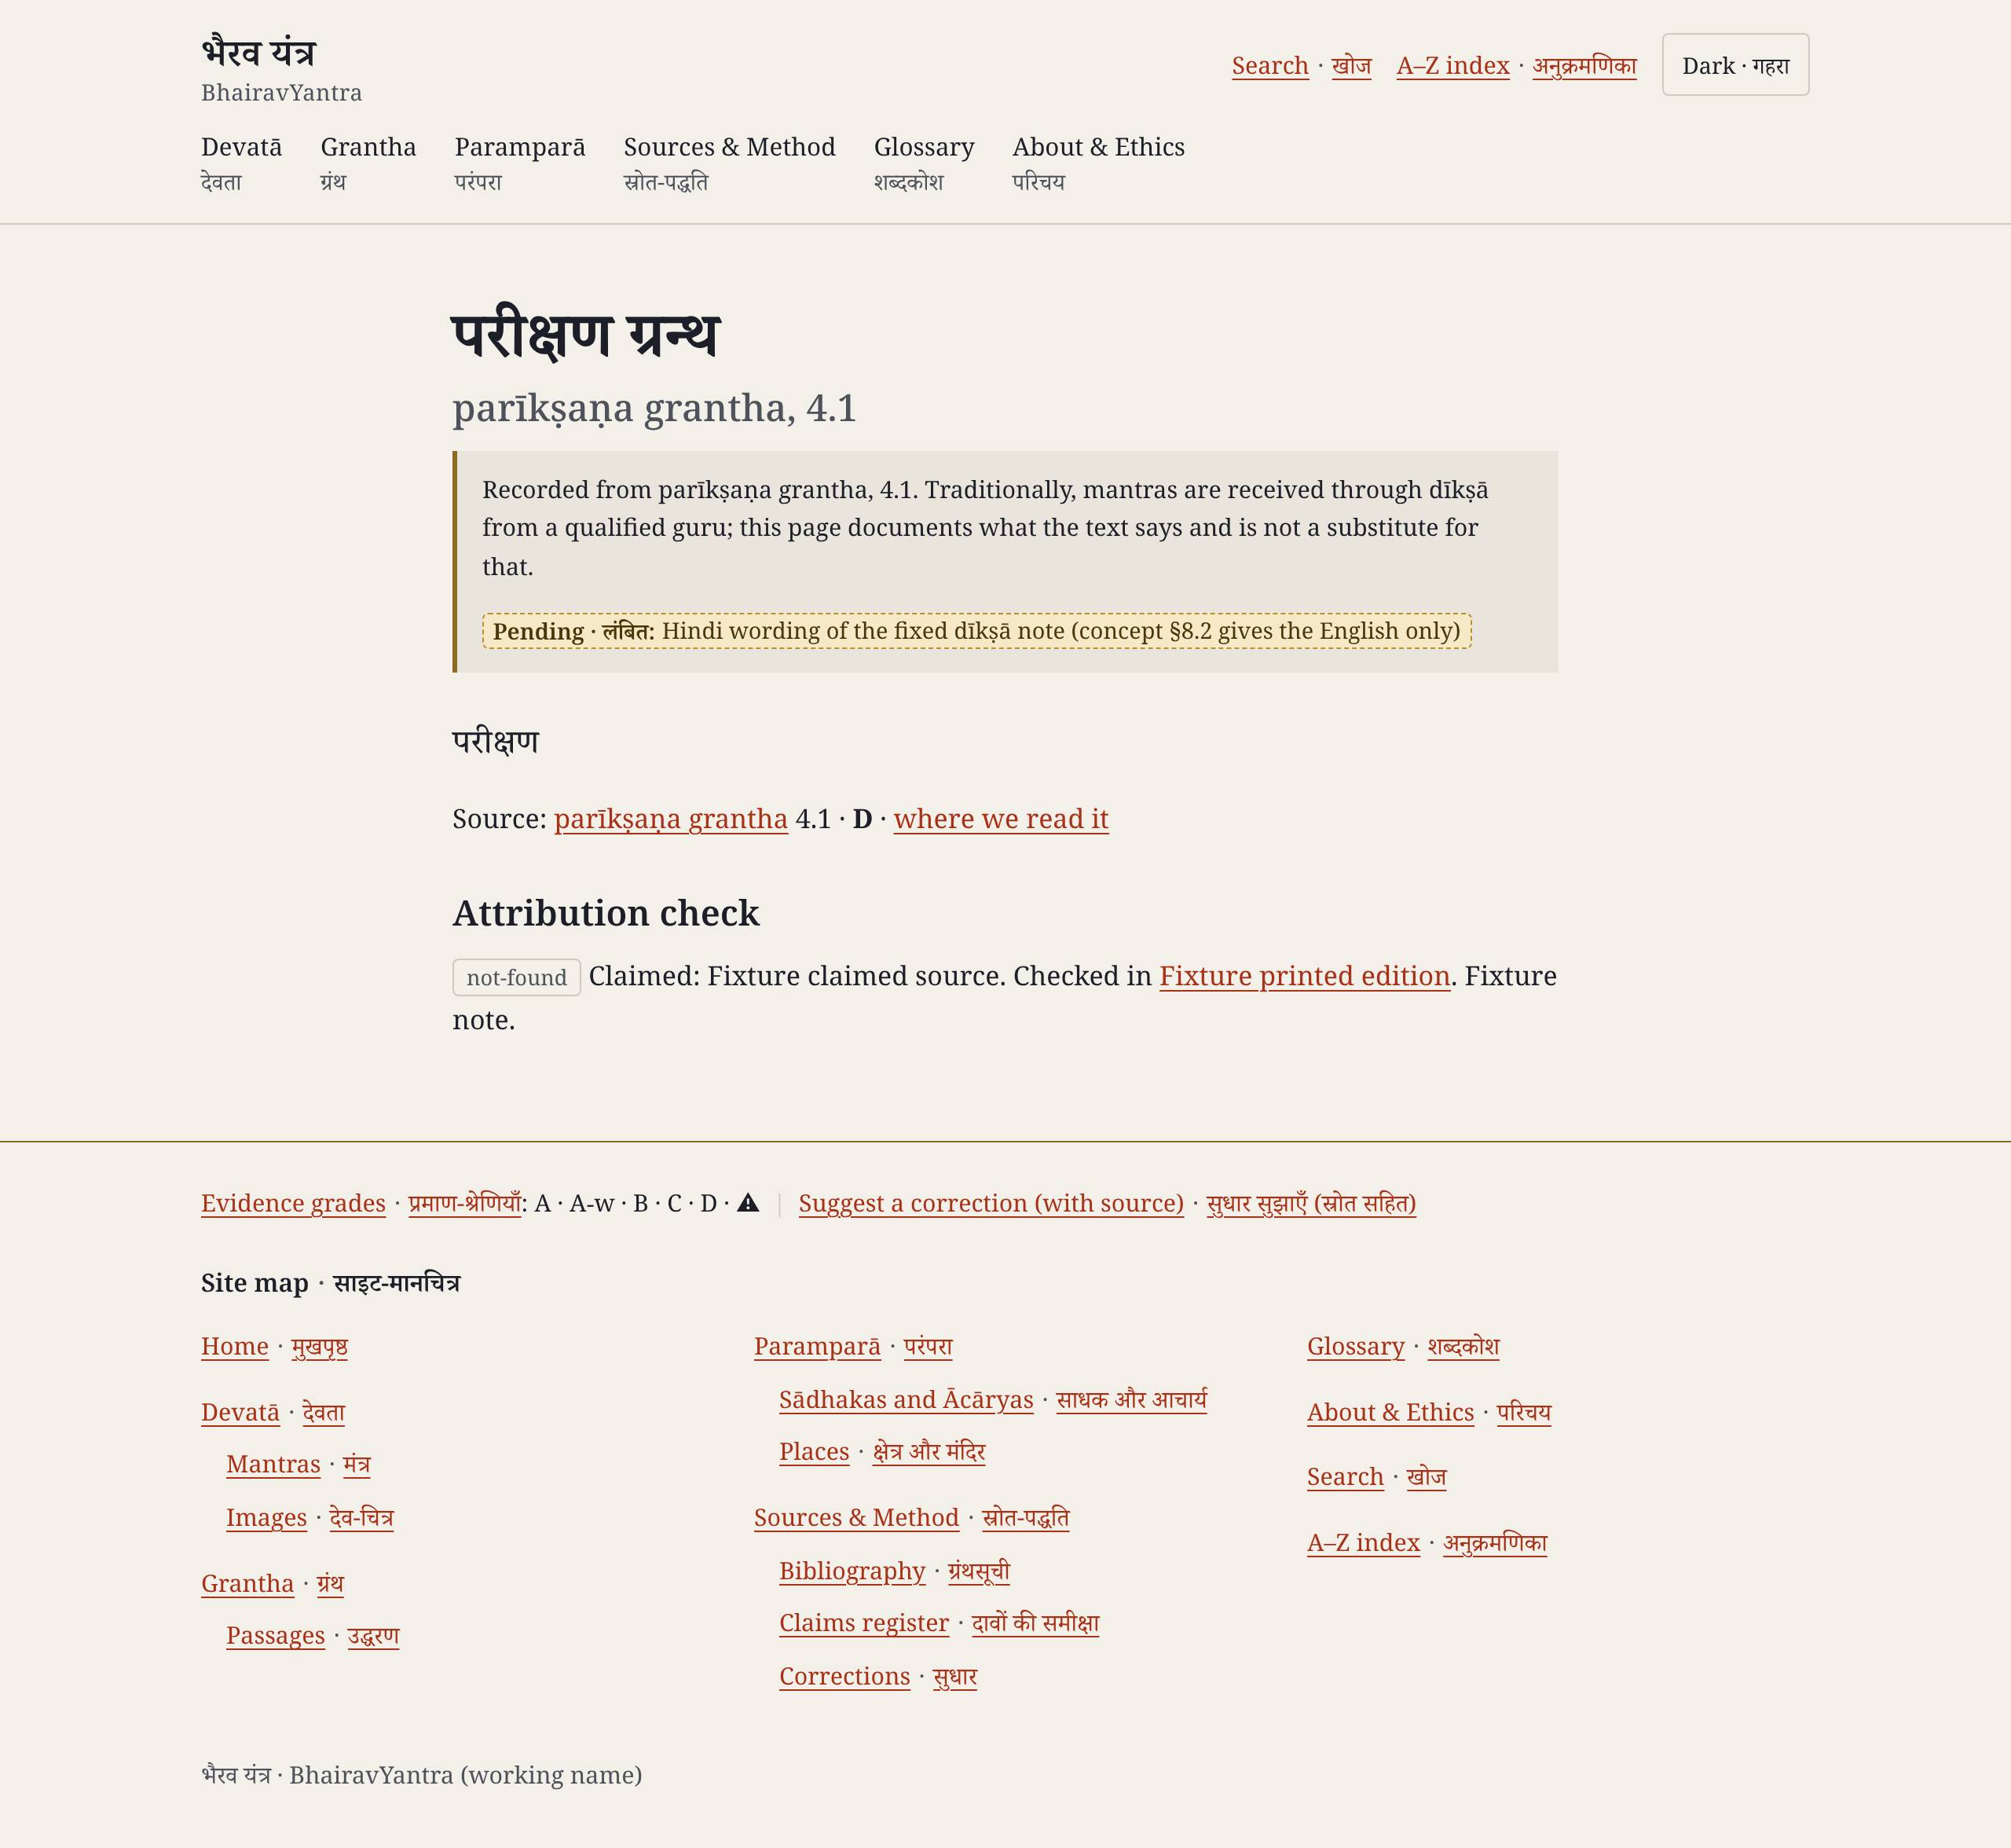 भैरव यंत्र
BhairavYantra
Search · खोज A–Z index · अनुक्रमणिका Dark · गहरा
Devatā Grantha Paramparā Sources & Method Glossary About & Ethics
देवता ग्रंथ परंपरा स्रोत-पद्धति शब्दकोश परिचय
परीक्षण ग्रन्थ
parīkṣaṇa grantha, 4.1
Recorded from parīkṣaṇa grantha, 4.1. Traditionally, mantras are received through dīkṣā
from a qualified guru; this page documents what the text says and is not a substitute for
that.
Pending · लंबित: Hindi wording of the fixed dīkṣā note (concept §8.2 gives the English only)
परीक्षण
Source: parīkṣaṇa grantha 4.1 · D · where we read it
Attribution check
not-found Claimed: Fixture claimed source. Checked in Fixture printed edition. Fixture
note.
Evidence grades · प्रमाण-श्रेणियाँ: A · A-w · B · C · D · ⚠ | Suggest a correction (with source) · सुधार सुझाएँ (स्रोत सहित)
Site map · साइट-मानचित्र
Home · मुखपृष्ठ
Devatā · देवता
Mantras · मंत्र
Images · देव-चित्र
Grantha · ग्रंथ
Passages · उद्धरण
Paramparā · परंपरा
Sādhakas and Ācāryas · साधक और आचार्य
Places · क्षेत्र और मंदिर
Sources & Method · स्रोत-पद्धति
Bibliography · ग्रंथसूची
Claims register · दावों की समीक्षा
Corrections · सुधार
Glossary · शब्दकोश
About & Ethics · परिचय
Search · खोज
A–Z index · अनुक्रमणिका
भैरव यंत्र · BhairavYantra (working name)